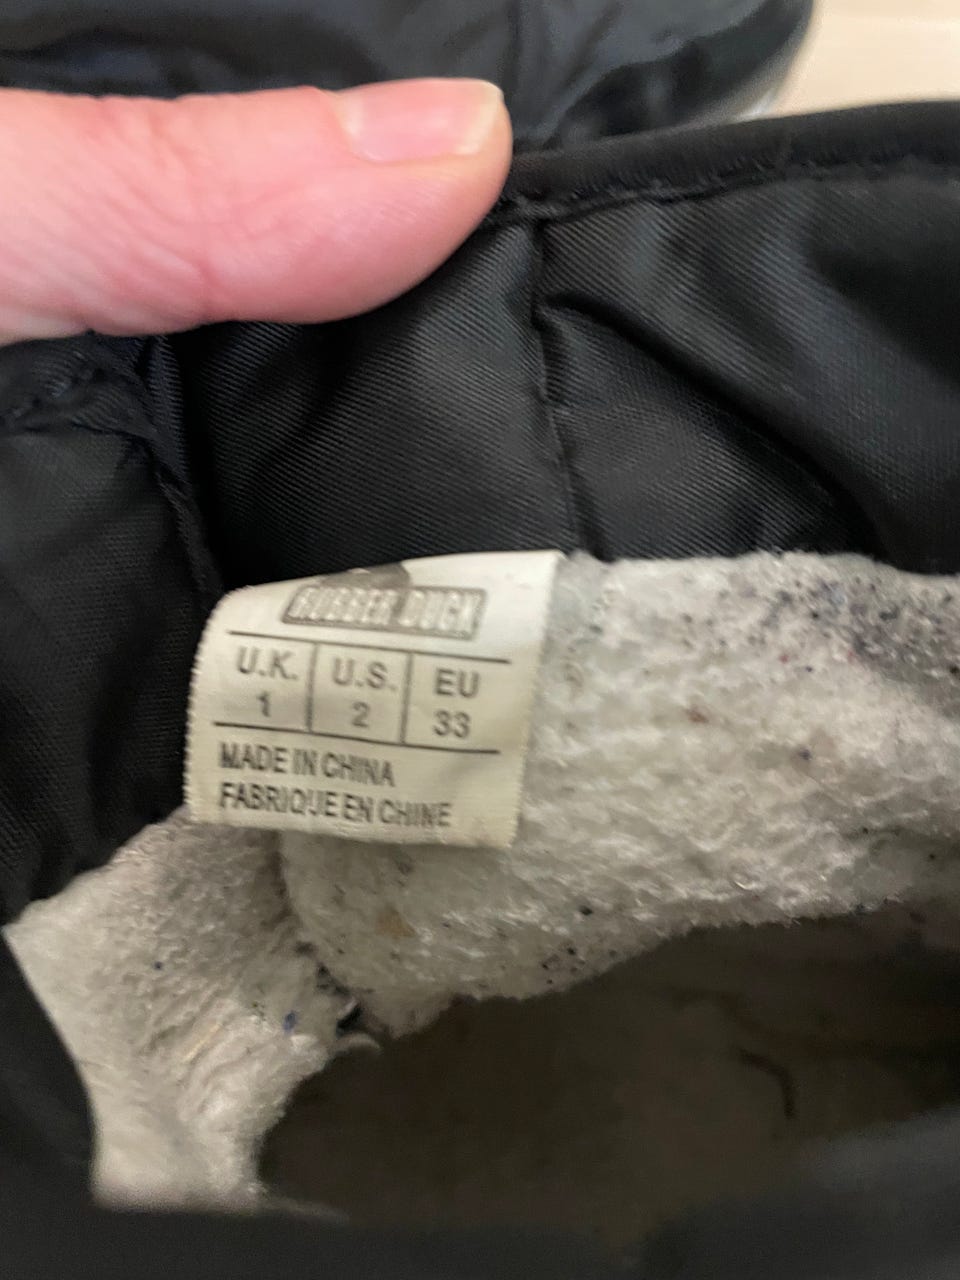 RUBBER DUCK
U.K. U.S. EU
1 2 33
MADE IN CHINA
FABRIQUE EN CHINE